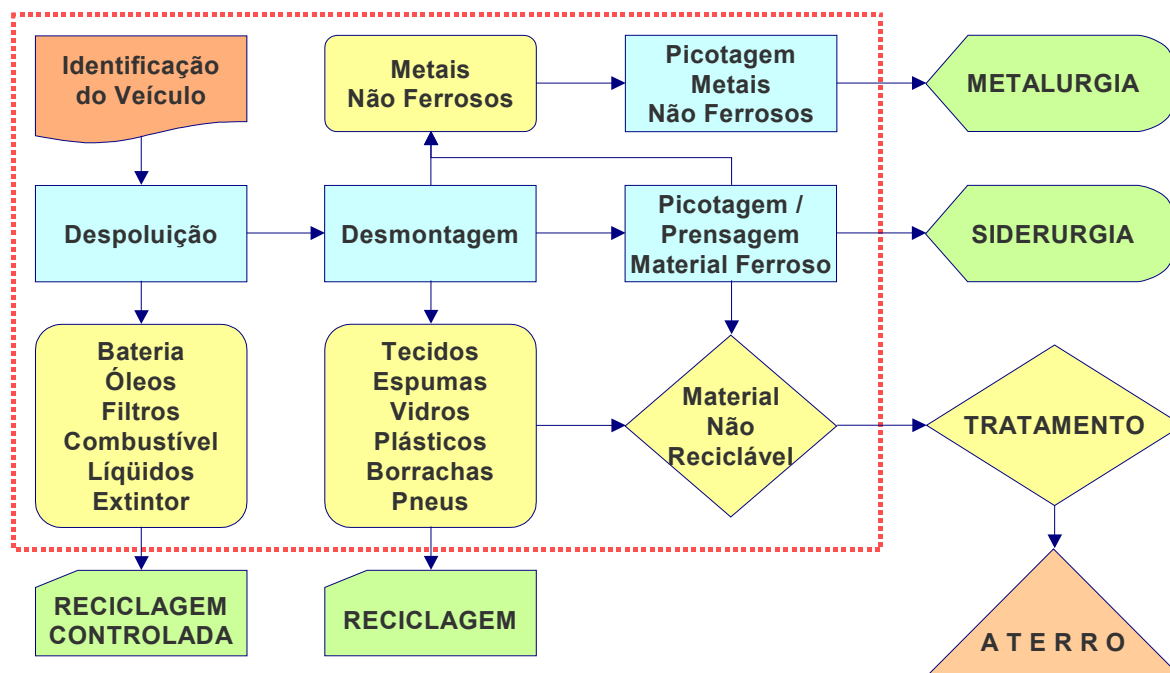 Identificação
do Veículo
Metais
Não Ferrosos
Picotagem
Metais
Não Ferrosos
METALURGIA
Despoluição
Desmontagem
Picotagem /
Prensagem
Material Ferroso
SIDERURGIA
Bateria
Óleos
Filtros
Combustível
Líqüidos
Extintor
Tecidos
Espumas
Vidros
Plásticos
Borrachas
Pneus
Material
Não
Reciclável
TRATAMENTO
RECICLAGEM
CONTROLADA
RECICLAGEM
A T E R R O